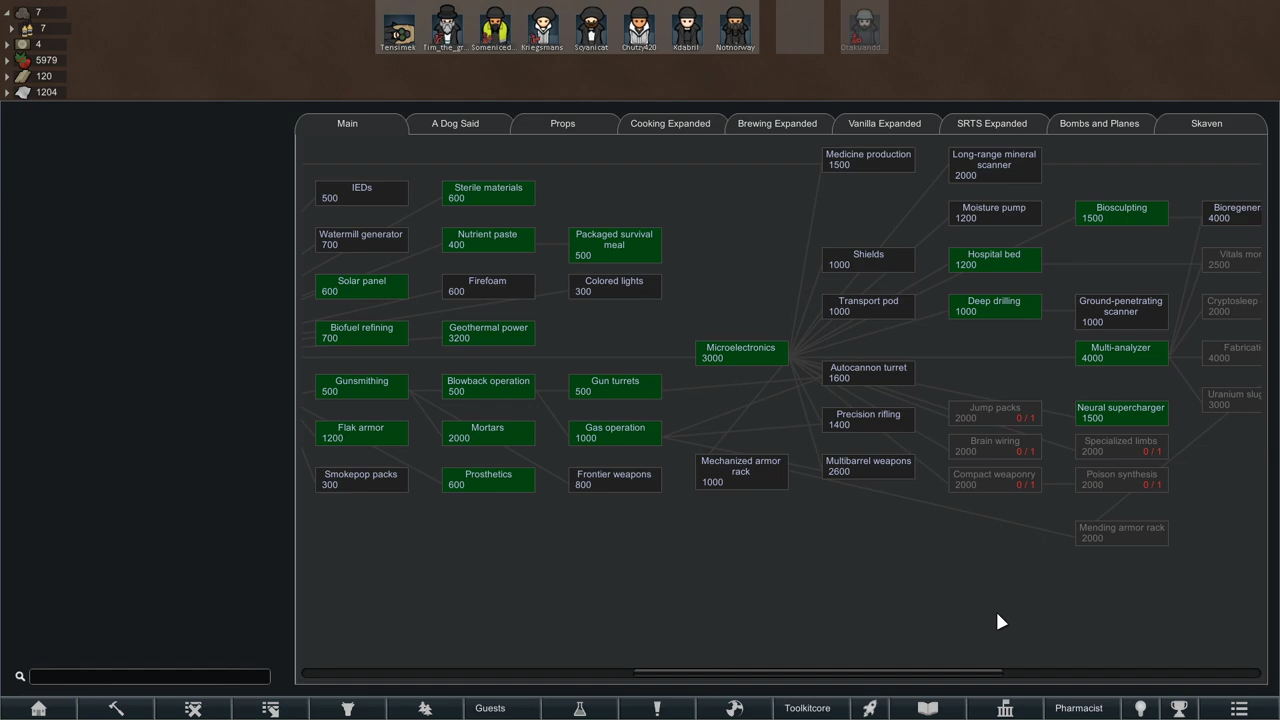 7
7
4
5979
120
1204
Tensimek
Tim_the_gr...
Someniced...
Kriegsmans
Scyanicat
Chutzy420
Kdabril
Notnorway
Otakuandd...
Main
A Dog Said
Props
Cooking Expanded
Brewing Expanded
Vanilla Expanded
SRTS Expanded
Bombs and Planes
Skaven
Medicine production
1500
Long-range mineral
scanner
2000
IEDs
500
Sterile materials
600
Moisture pump
1200
Biosculpting
1500
Bioregener
4000
Watermill generator
700
Nutrient paste
400
Packaged survival
meal
500
Shields
1000
Hospital bed
1200
Vitals mor
2500
Solar panel
600
Firefoam
600
Colored lights
300
Transport pod
1000
Deep drilling
1000
Ground-penetrating
scanner
1000
Cryptosleep
2000
Biofuel refining
700
Geothermal power
3200
Microelectronics
3000
Multi-analyzer
4000
Fabricati
4000
Gunsmithing
500
Blowback operation
500
Gun turrets
500
Autocannon turret
1600
Uranium slug
3000
Flak armor
1200
Mortars
2000
Gas operation
1000
Precision rifling
1400
Jump packs
2000 0 / 1
Neural supercharger
1500
Brain wiring
2000 0 / 1
Specialized limbs
2000 0 / 1
Smokepop packs
300
Prosthetics
600
Frontier weapons
800
Mechanized armor
rack
1000
Multibarrel weapons
2600
Compact weaponry
2000 0 / 1
Poison synthesis
2000 0 / 1
Mending armor rack
2000
Guests
Toolkitcore
Pharmacist